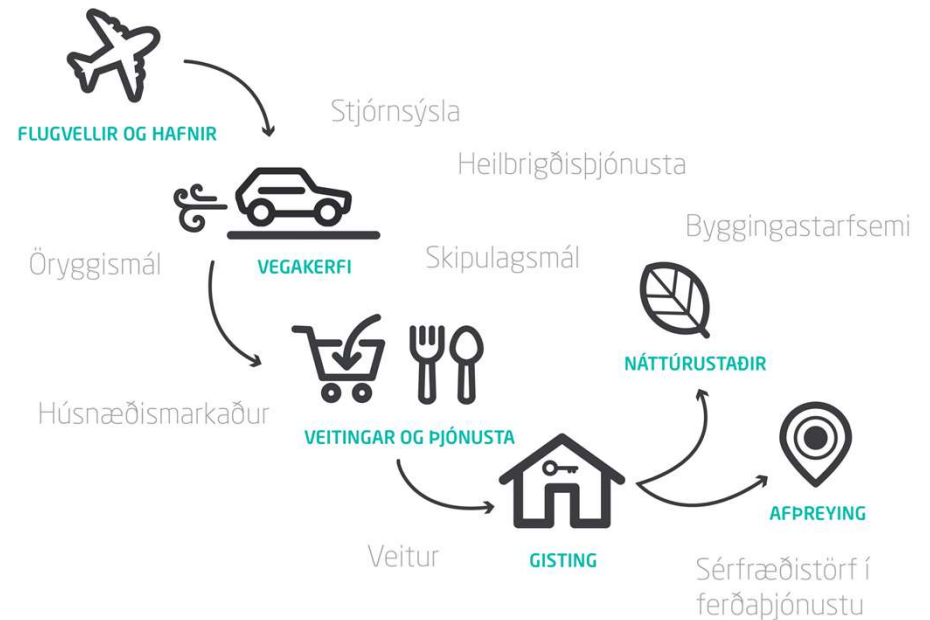 FLUGVELLIR OG HAFNIR
Stjórnsýsla
Heilbrigðisþjónusta
Byggingastarfsemi
Öryggismál
VEGAKERFI
Skipulagsmál
NÁTTÚRUSTAÐIR
Húsnæðismarkaður
VEITINGAR OG ÞJÓNUSTA
AFÞREYING
Veitur
GISTING
Sérfræðistörf í
ferðaþjónustu